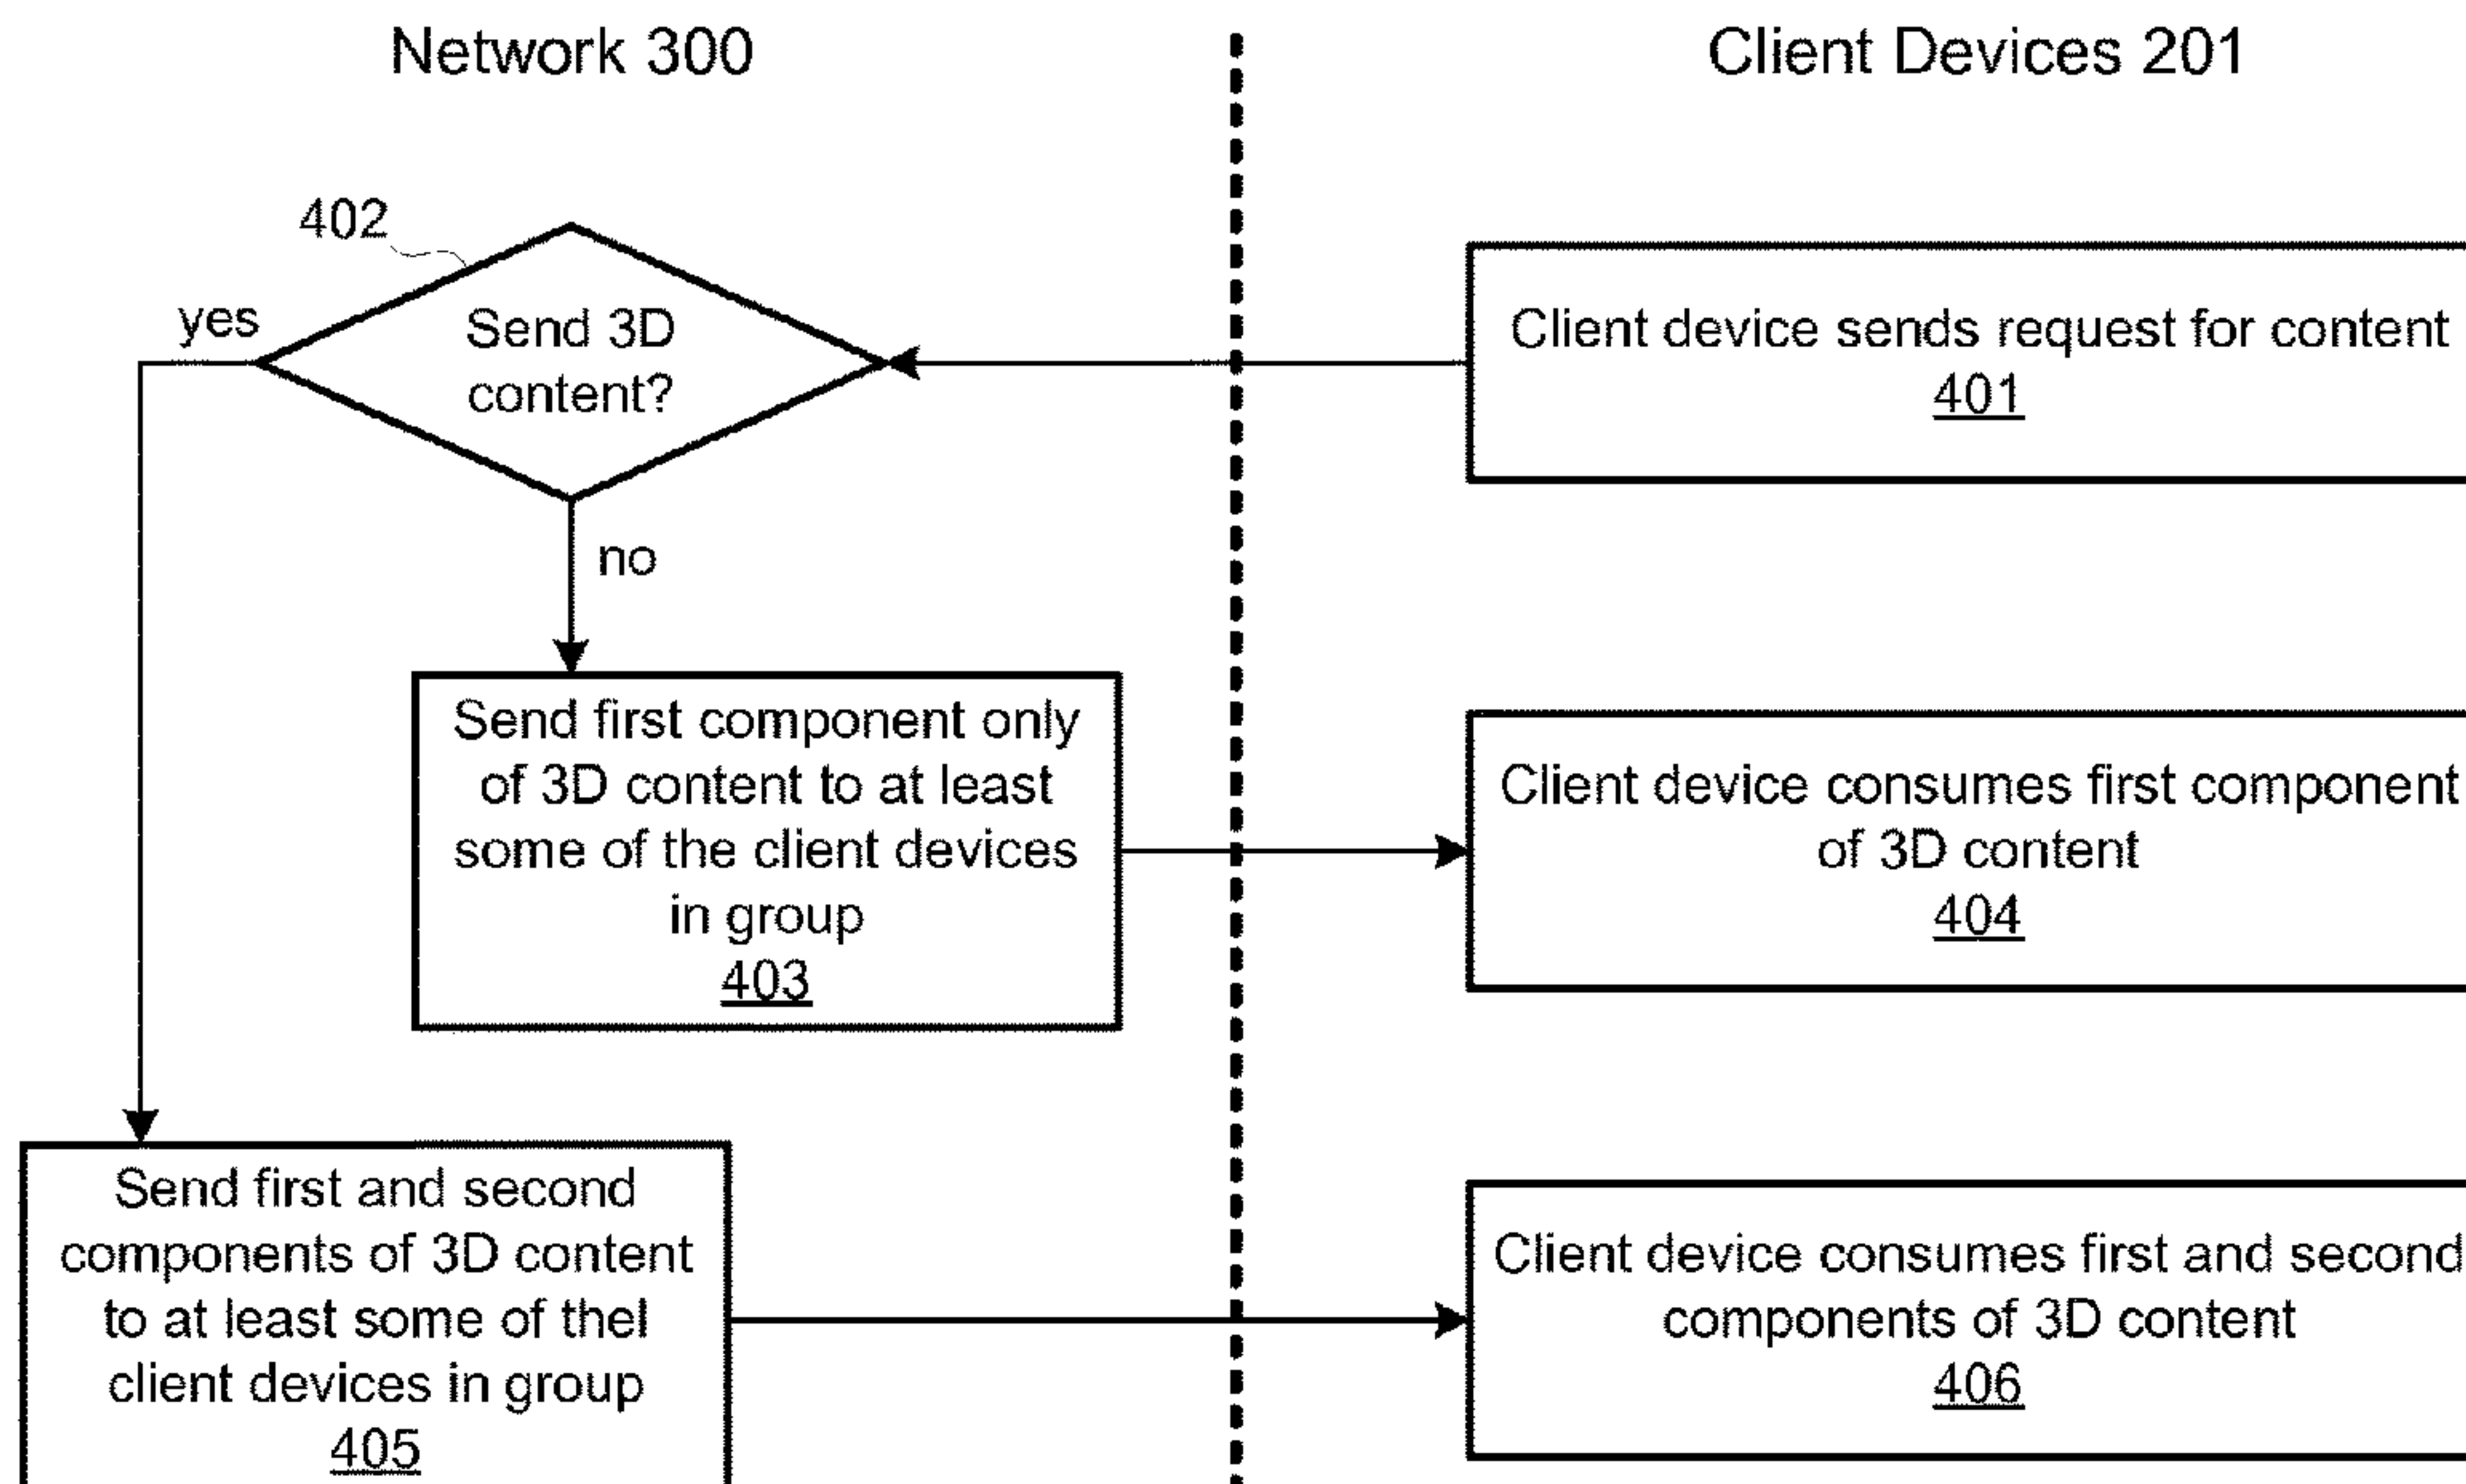 Network 300
Client Devices 201
402
yes
Send 3D
content?
Client device sends request for content
401
no
Send first component only
of 3D content to at least
some of the client devices
in group
403
Client device consumes first component
of 3D content
404
Send first and second
components of 3D content
to at least some of thel
client devices in group
405
Client device consumes first and second
components of 3D content
406